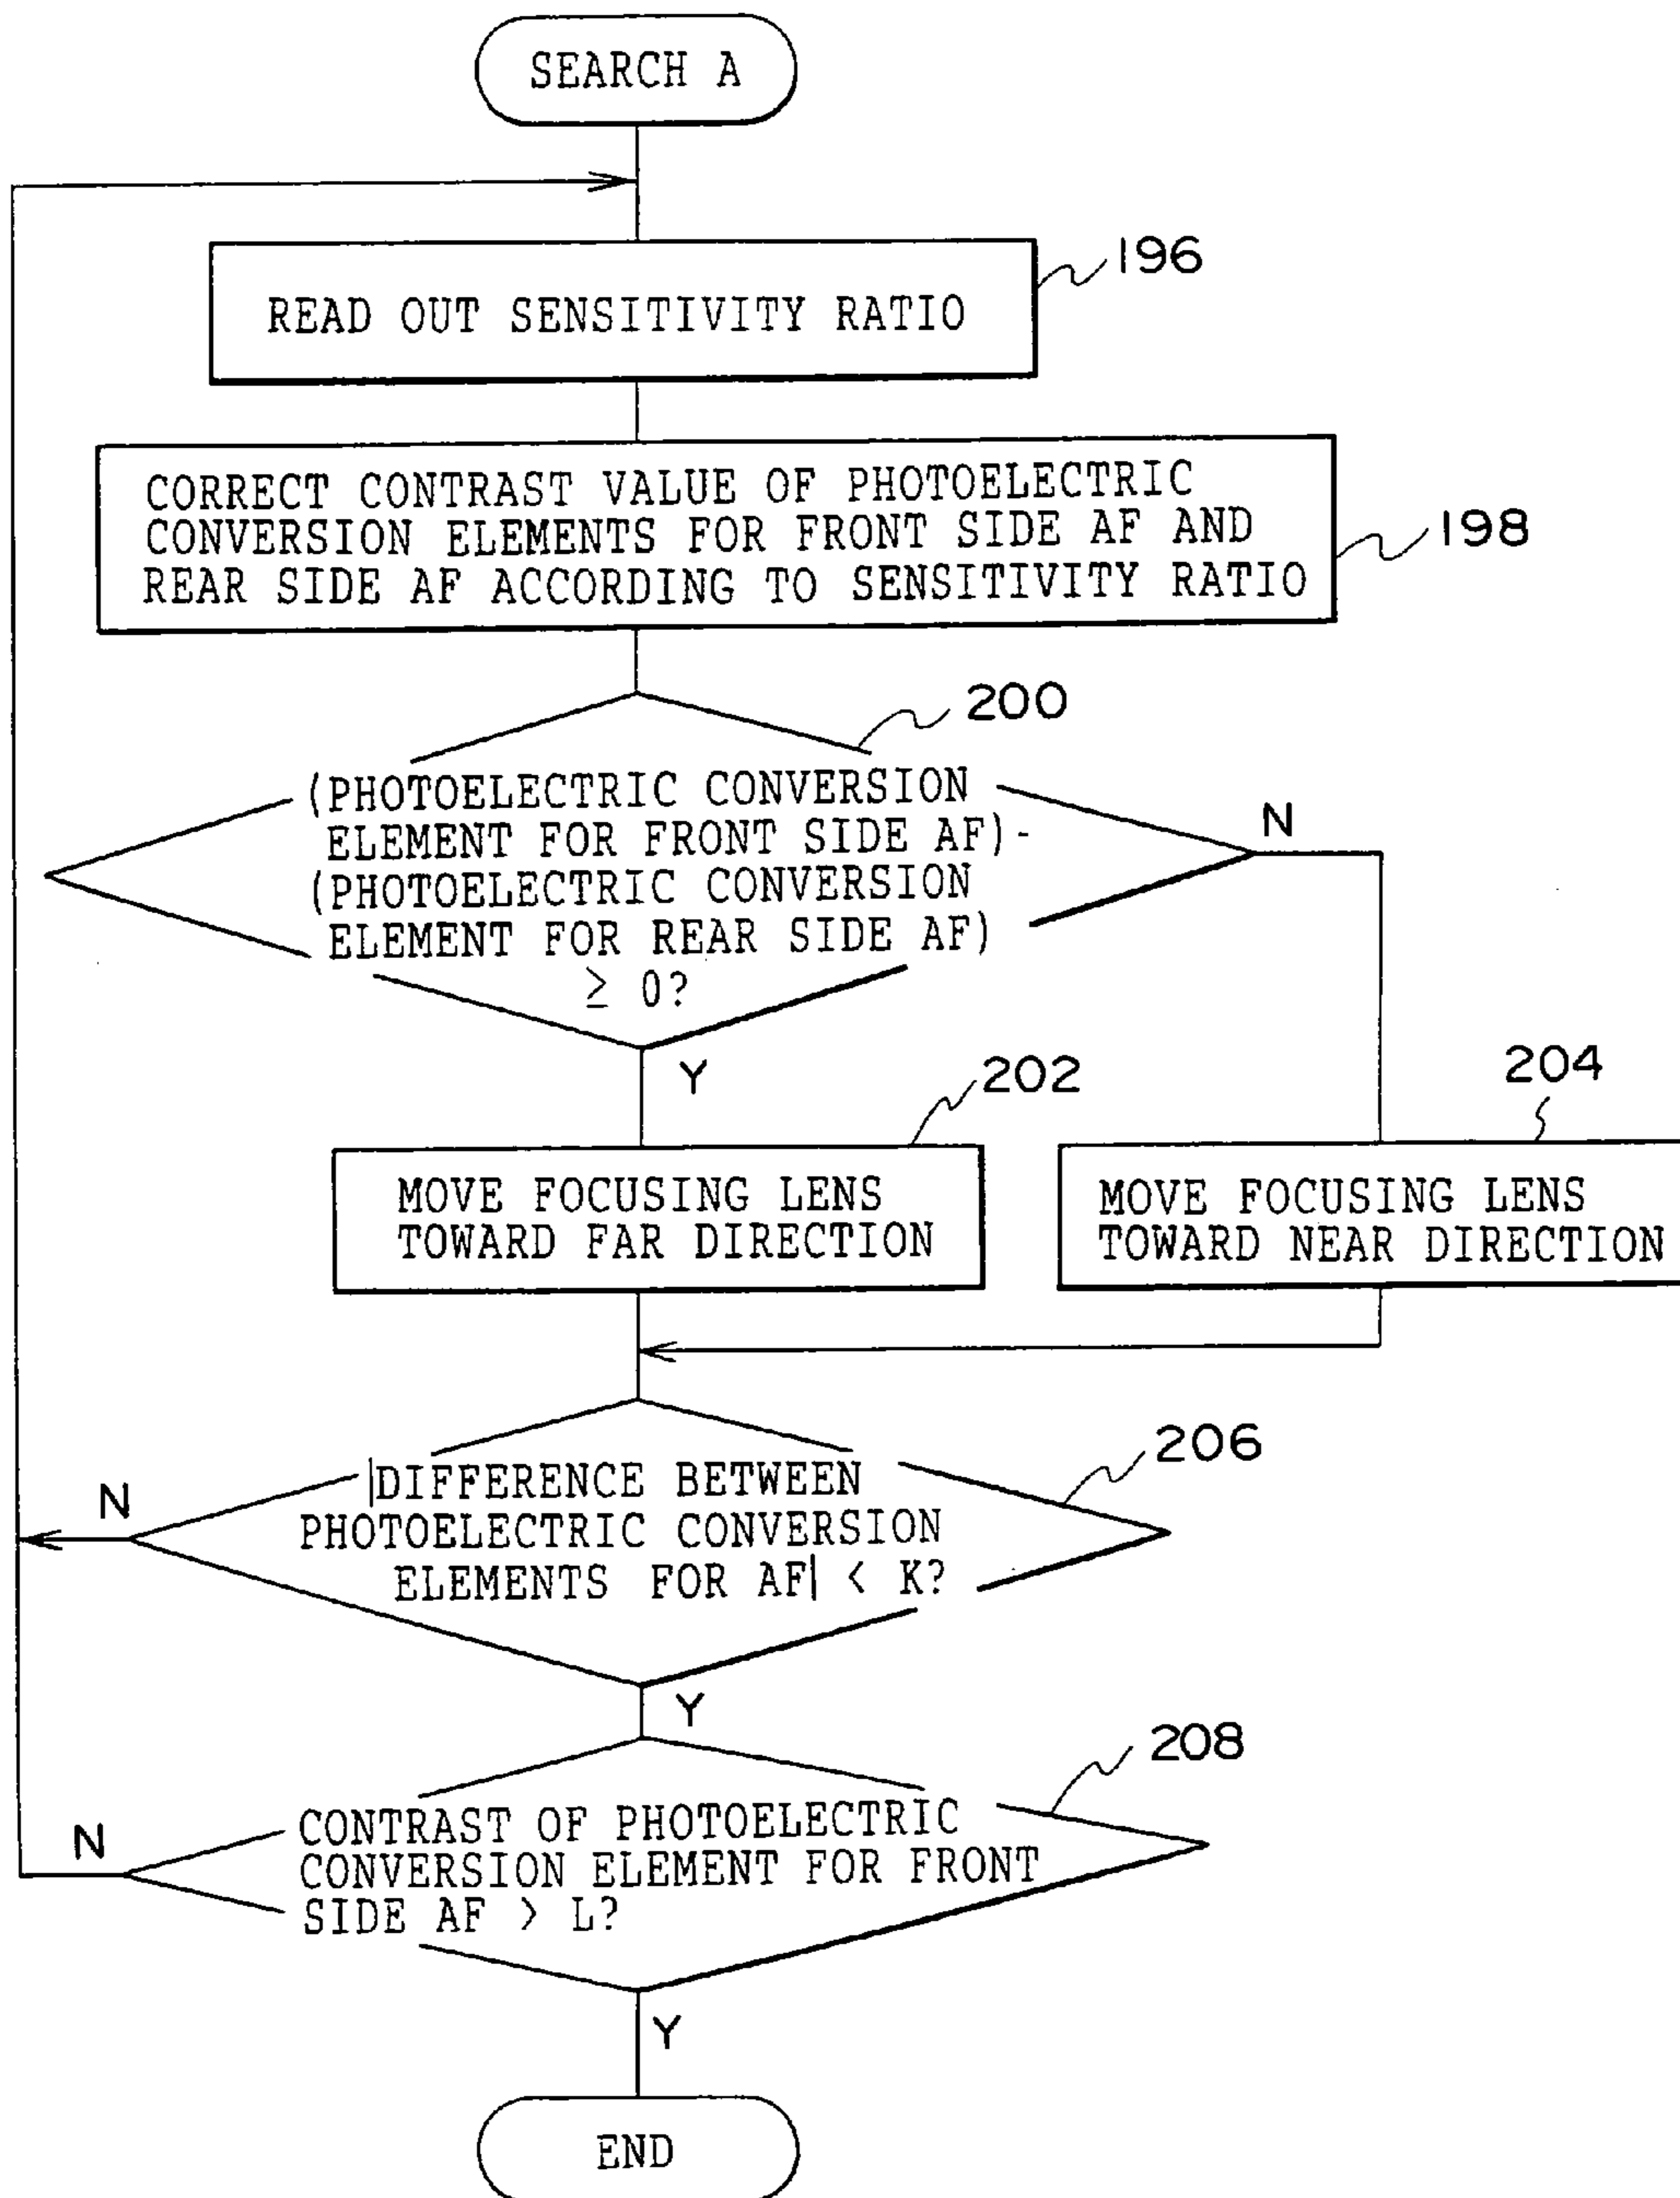 SEARCH A
196
READ OUT SENSITIVITY RATIO
CORRECT CONTRAST VALUE OF PHOTOELECTRIC
CONVERSION ELEMENTS FOR FRONT SIDE AF AND
REAR SIDE AF ACCORDING TO SENSITIVITY RATIO
198
200
(PHOTOELECTRIC CONVERSION
ELEMENT FOR FRONT SIDE AF)-
(PHOTOELECTRIC CONVERSION
ELEMENT FOR REAR SIDE AF)
≥ 0?
N
Y
202
MOVE FOCUSING LENS
TOWARD FAR DIRECTION
204
MOVE FOCUSING LENS
TOWARD NEAR DIRECTION
206
|DIFFERENCE BETWEEN
PHOTOELECTRIC CONVERSION
ELEMENTS FOR AF| < K?
N
Y
208
CONTRAST OF PHOTOELECTRIC
CONVERSION ELEMENT FOR FRONT
SIDE AF > L?
N
Y
END